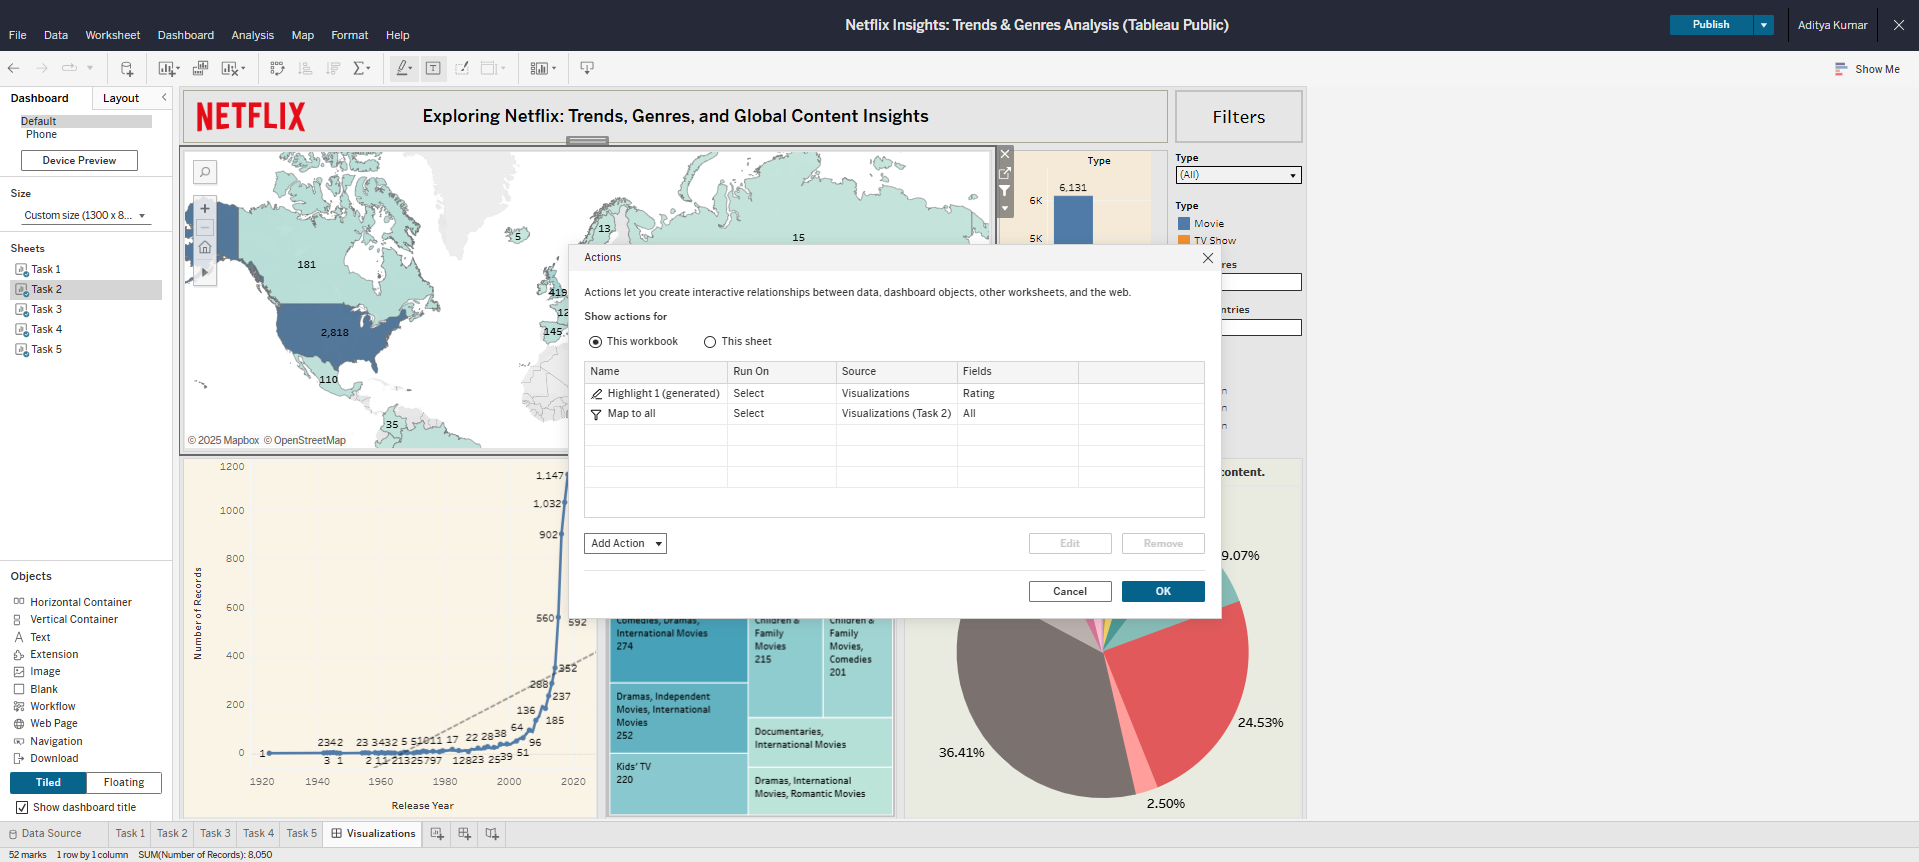 Netflix Insights: Trends & Genres Analysis (Tableau Public)
Publish
Aditya Kumar
File Data Worksheet Dashboard Analysis Map Format Help
Show Me
Dashboard Layout
Default
Phone
Device Preview
Size
Custom size (1300 x 8...
Sheets
Task 1
Task 2
Task 3
Task 4
Task 5
Objects
Horizontal Container
Vertical Container
Text
Extension
Image
Blank
Workflow
Web Page
Navigation
Download
Tiled Floating
Show dashboard title
NETFLIX
Exploring Netflix: Trends, Genres, and Global Content Insights
Filters
5
13
15
181
419
12
2,818
145
110
35
© 2025 Mapbox © OpenStreetMap
Type
6,131
6K
5K
Type
(All)
Type
Movie
TV Show
res
ntries
n
n
n
Actions
Actions let you create interactive relationships between data, dashboard objects, other worksheets, and the web.
Show actions for
This workbook This sheet
Name Run On Source Fields
Highlight 1 (generated) Select Visualizations Rating
Map to all Select Visualizations (Task 2) All
Add Action
Edit Remove
Cancel OK
Number of Records
1200
1000
800
600
400
200
0
1,147
1,032
902
560
592
352
288
237
136
185
64
96
51
1
2342
3 1
17
22
2838
12823
2539
1920 1940 1960 1980 2000 2020
Release Year
Comedies, Dramas,
International Movies
274
Dramas, Independent
Movies, International
Movies
252
Kids' TV
220
Children &
Family
Movies
215
Children &
Family
Movies,
Comedies
201
Documentaries,
International Movies
Dramas, International
Movies, Romantic Movies
content.
9.07%
24.53%
36.41%
2.50%
Data Source Task 1 Task 2 Task 3 Task 4 Task 5 Visualizations
52 marks 1 row by 1 column SUM(Number of Records): 8,050